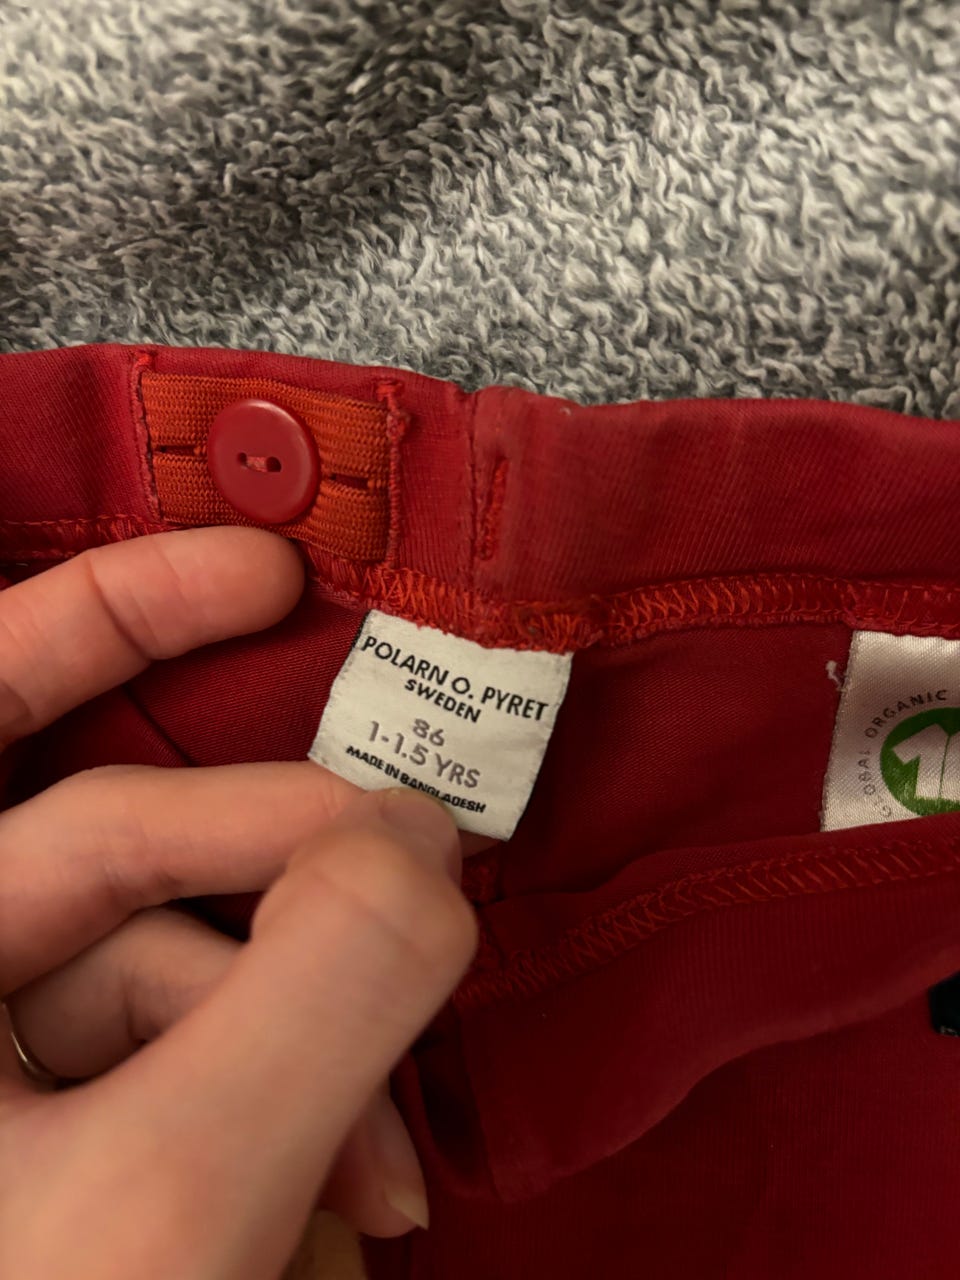 POLARN O. PYRET
SWEDEN
86
1-1.5 YRS
MADE IN BANGLADESH
GLOBAL ORGANIC